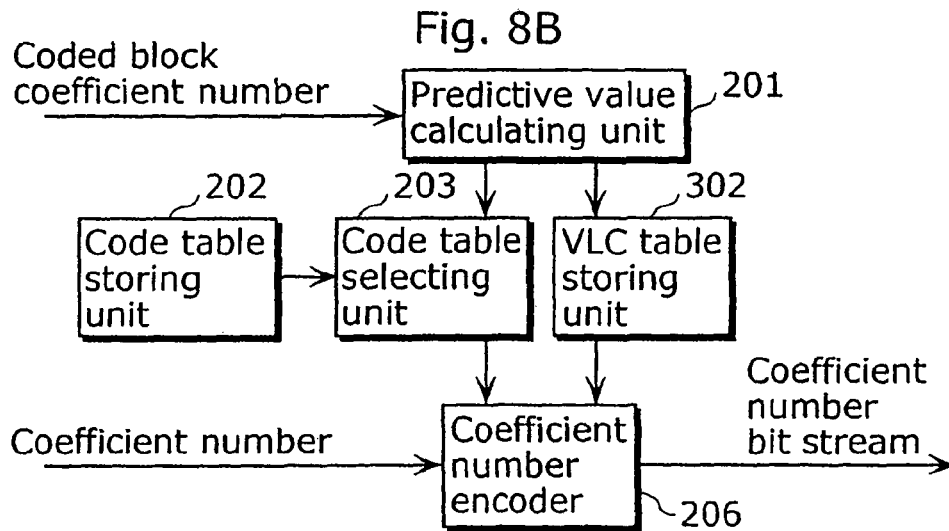 Fig. 8B
Coded block
coefficient number
Predictive value
calculating unit
201
202
203
302
Code table
storing
unit
Code table
selecting
unit
VLC table
storing
unit
Coefficient number
Coefficient
number
encoder
206
Coefficient
number
bit stream